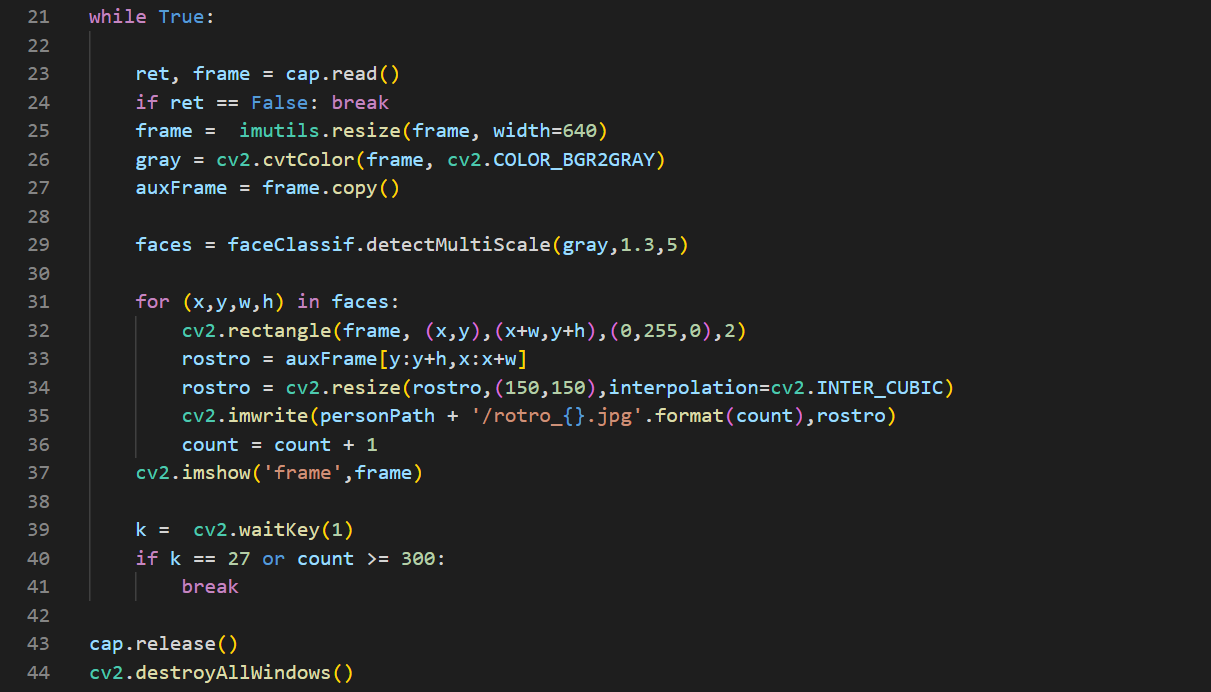 21 while True:
22
23     ret, frame = cap.read()
24     if ret == False: break
25     frame =  imutils.resize(frame, width=640)
26     gray = cv2.cvtColor(frame, cv2.COLOR_BGR2GRAY)
27     auxFrame = frame.copy()
28
29     faces = faceClassif.detectMultiScale(gray,1.3,5)
30
31     for (x,y,w,h) in faces:
32         cv2.rectangle(frame, (x,y),(x+w,y+h),(0,255,0),2)
33         rostro = auxFrame[y:y+h,x:x+w]
34         rostro = cv2.resize(rostro,(150,150),interpolation=cv2.INTER_CUBIC)
35         cv2.imwrite(personPath + '/rotro_{}.jpg'.format(count),rostro)
36         count = count + 1
37     cv2.imshow('frame',frame)
38
39     k =  cv2.waitKey(1)
40     if k == 27 or count >= 300:
41         break
42
43 cap.release()
44 cv2.destroyAllWindows()